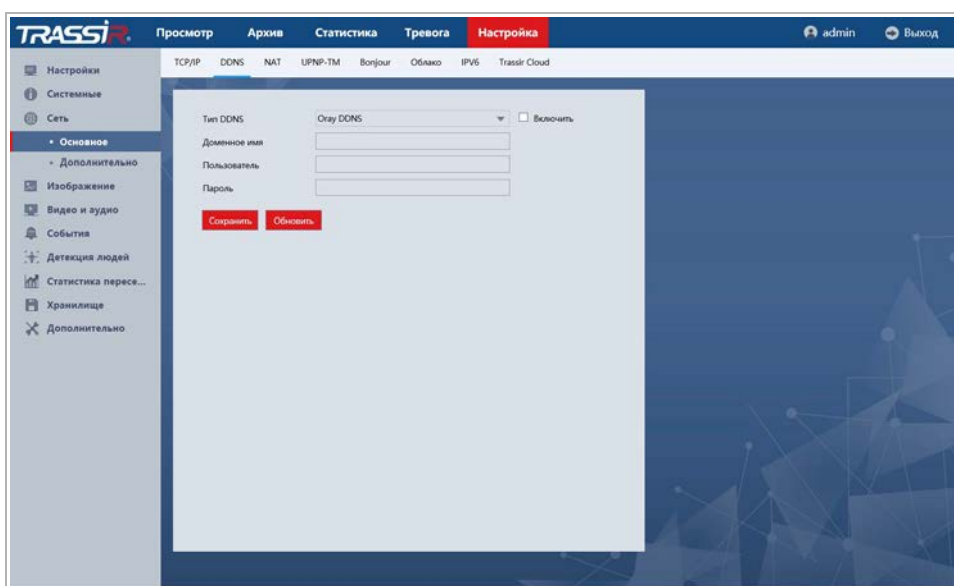 TRASSIR
Просмотр Архив Статистика Тревога Настройка admin Выход
TCP/IP DDNS NAT UPNP-TM Bonjour Облако IPV6 Trassir Cloud
Настройки
Системные
Сеть
Основное
Дополнительно
Изображение
Видео и аудио
События
Детекция людей
Статистика пересе...
Хранилище
Дополнительно
Тип DDNS Oray DDNS Включить
Доменное имя
Пользователь
Пароль
Сохранить Обновить